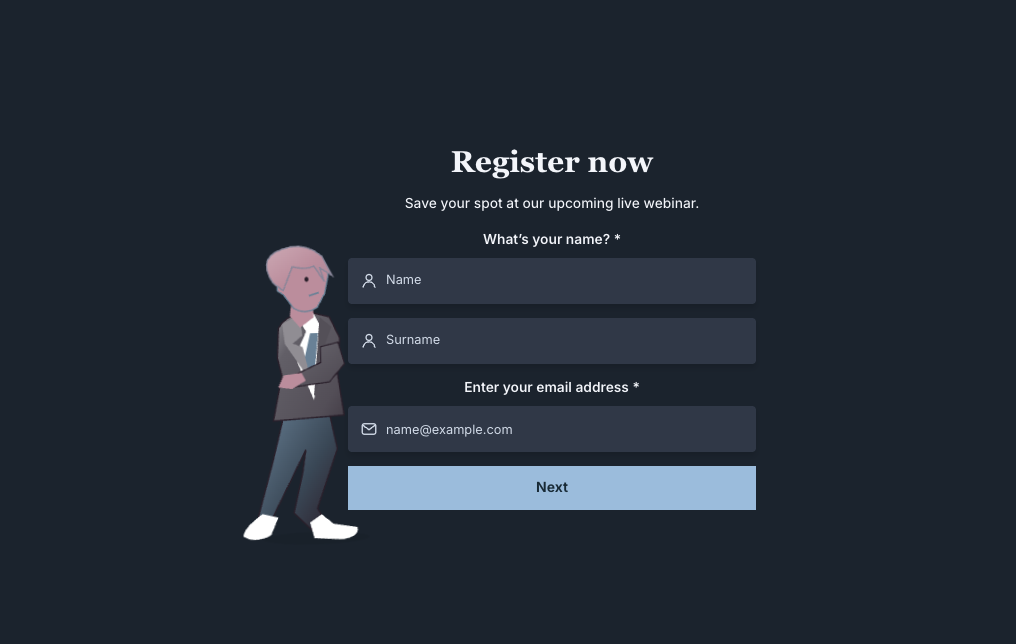 Register now
Save your spot at our upcoming live webinar.
What’s your name? *
Name
Surname
Enter your email address *
name@example.com
Next